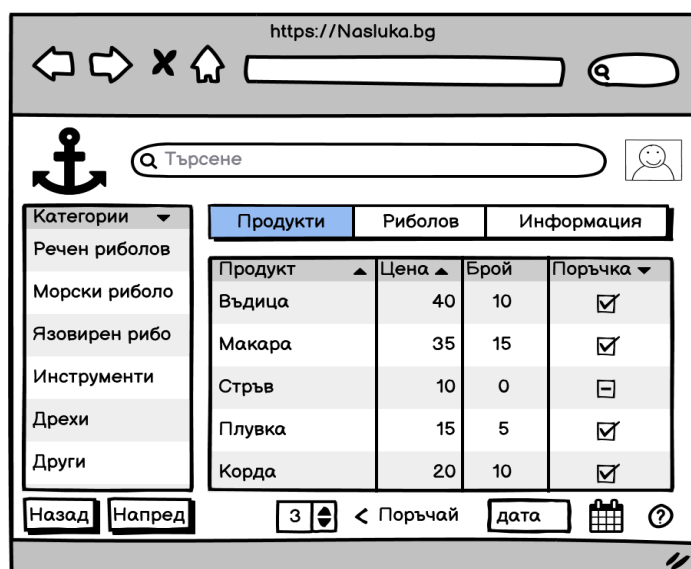 https://Nasluka.bg
Търсене
Категории
Речен риболов
Морски риболо
Язовирен рибо
Инструменти
Дрехи
Други
Продукти Риболов Информация
Продукт Цена Брой Поръчка
Въдица 40 10
Макара 35 15
Стръв 10 0
Плувка 15 5
Корда 20 10
Назад Напред 3 < Поръчай дата